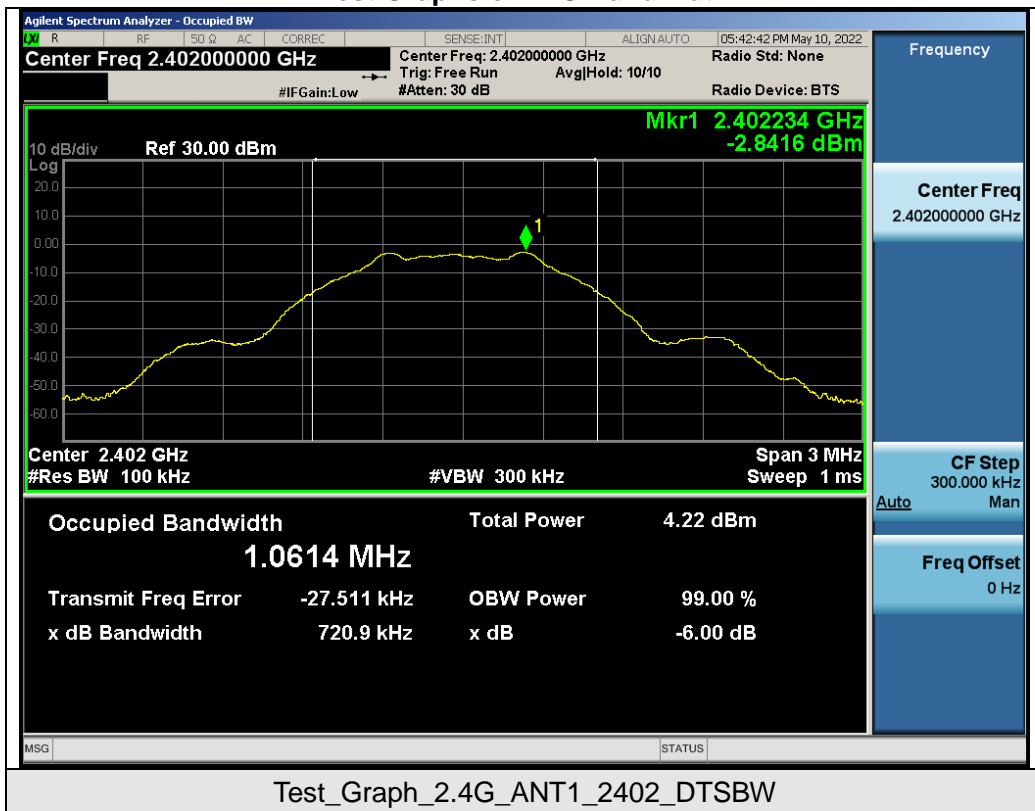 Agilent Spectrum Analyzer - Occupied BW
LXI R RF 50 Ω AC CORREC SENSE:INT ALIGN AUTO 05:42:42 PM May 10, 2022
Center Freq 2.402000000 GHz
Center Freq: 2.402000000 GHz
Radio Std: None
Trig: Free Run Avg|Hold: 10/10
#IFGain:Low
#Atten: 30 dB
Radio Device: BTS
Mkr1 2.402234 GHz
-2.8416 dBm
10 dB/div Ref 30.00 dBm
Log
20.0
10.0
0.00
-10.0
-20.0
-30.0
-40.0
-50.0
-60.0
1
Center 2.402 GHz
Span 3 MHz
#Res BW 100 kHz
#VBW 300 kHz
Sweep 1 ms
Occupied Bandwidth
1.0614 MHz
Total Power 4.22 dBm
Transmit Freq Error -27.511 kHz
OBW Power 99.00 %
x dB Bandwidth 720.9 kHz
x dB -6.00 dB
Frequency
Center Freq
2.402000000 GHz
CF Step
300.000 kHz
Auto Man
Freq Offset
0 Hz
MSG
STATUS
Test_Graph_2.4G_ANT1_2402_DTSBW